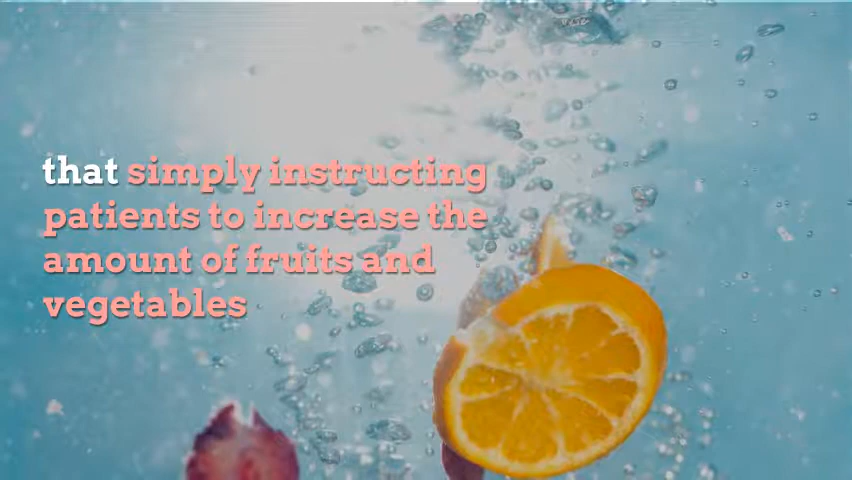 that simply instructing
patients to increase the
amount of fruits and
vegetables